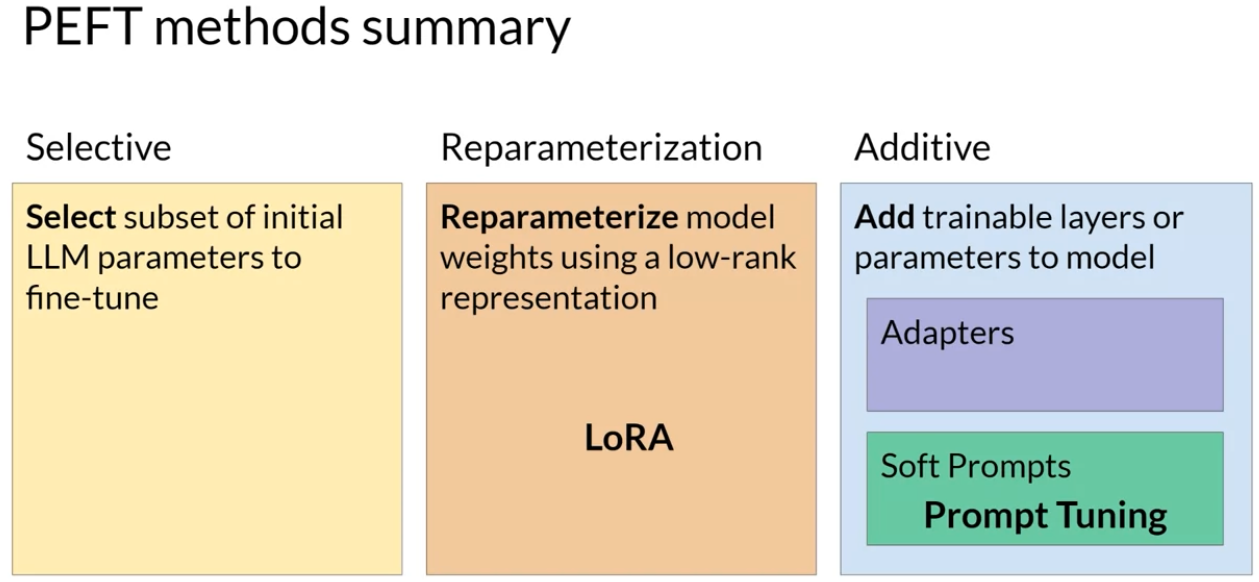 PEFT methods summary
Selective
Select subset of initial
LLM parameters to
fine-tune
Reparameterization
Reparameterize model
weights using a low-rank
representation
LoRA
Additive
Add trainable layers or
parameters to model
Adapters
Soft Prompts
Prompt Tuning